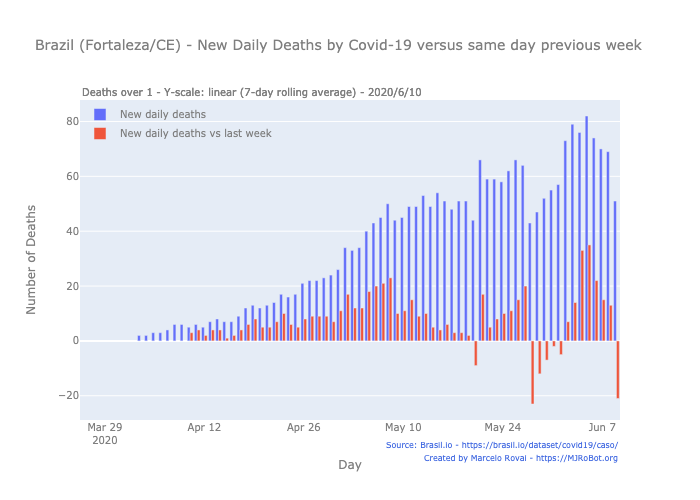 Brazil (Fortaleza/CE) - New Daily Deaths by Covid-19 versus same day previous week
Deaths over 1 - Y-scale: linear (7-day rolling average) - 2020/6/10
New daily deaths
New daily deaths vs last week
80
60
40
20
0
−20
Number of Deaths
Mar 29
2020
Apr 12
Apr 26
May 10
May 24
Jun 7
Day
Source: Brasil.io - https://brasil.io/dataset/covid19/caso/
Created by Marcelo Rovai - https://MJRoBot.org